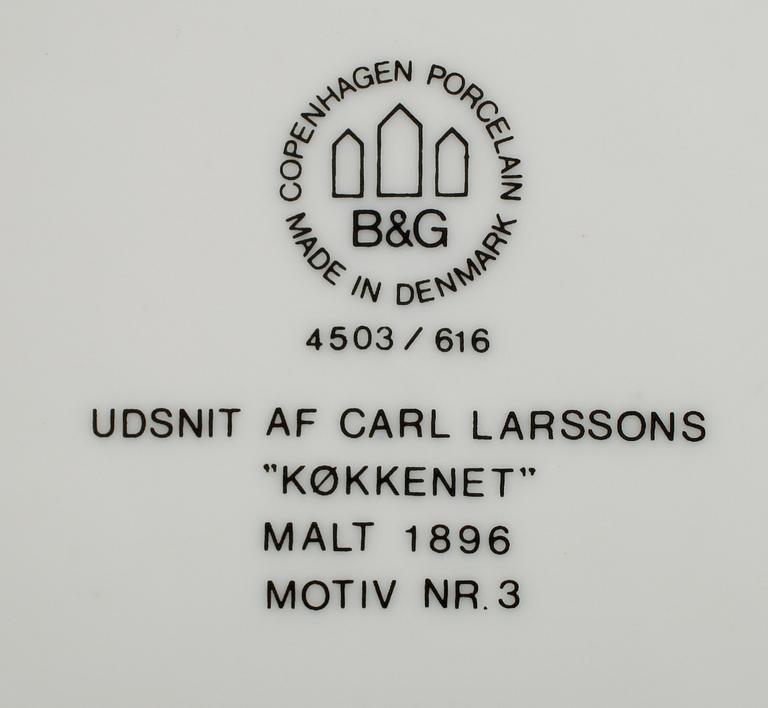 COPENHAGEN PORCELAIN
B&G
MADE IN DENMARK
4503/616
UDSNIT AF CARL LARSSONS
"KØKKENET"
MALT 1896
MOTIV NR. 3